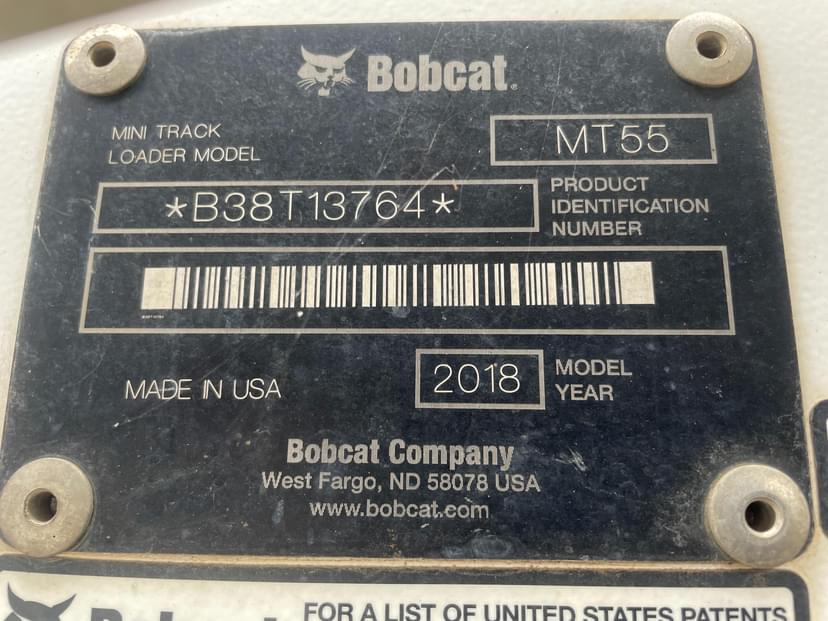 Bobcat.
MINI TRACK
LOADER MODEL
MT55
*B38T13764*
PRODUCT
IDENTIFICATION
NUMBER
MADE IN USA
2018
MODEL
YEAR
Bobcat Company
West Fargo, ND 58078 USA
www.bobcat.com
FOR A LIST OF UNITED STATES PATENTS